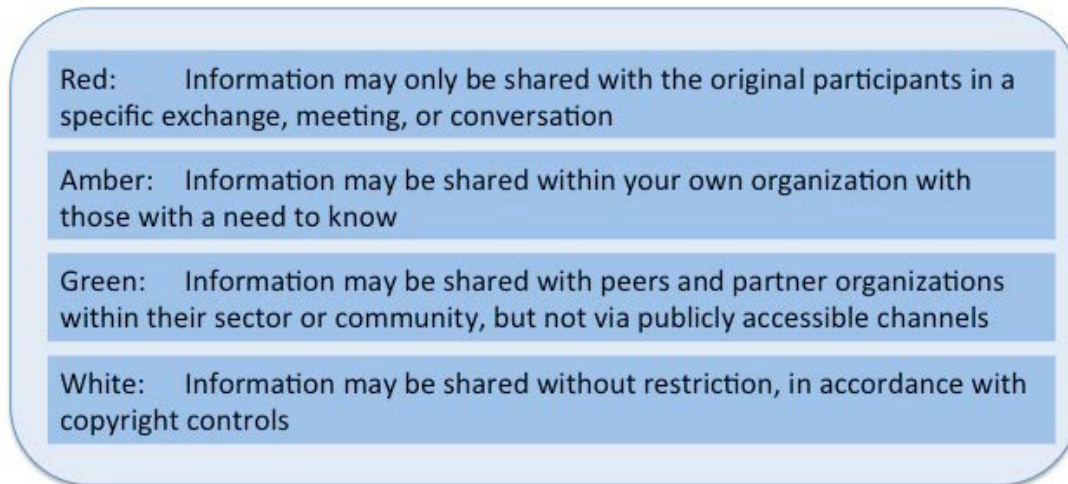 Red: Information may only be shared with the original participants in a
specific exchange, meeting, or conversation
Amber: Information may be shared within your own organization with
those with a need to know
Green: Information may be shared with peers and partner organizations
within their sector or community, but not via publicly accessible channels
White: Information may be shared without restriction, in accordance with
copyright controls